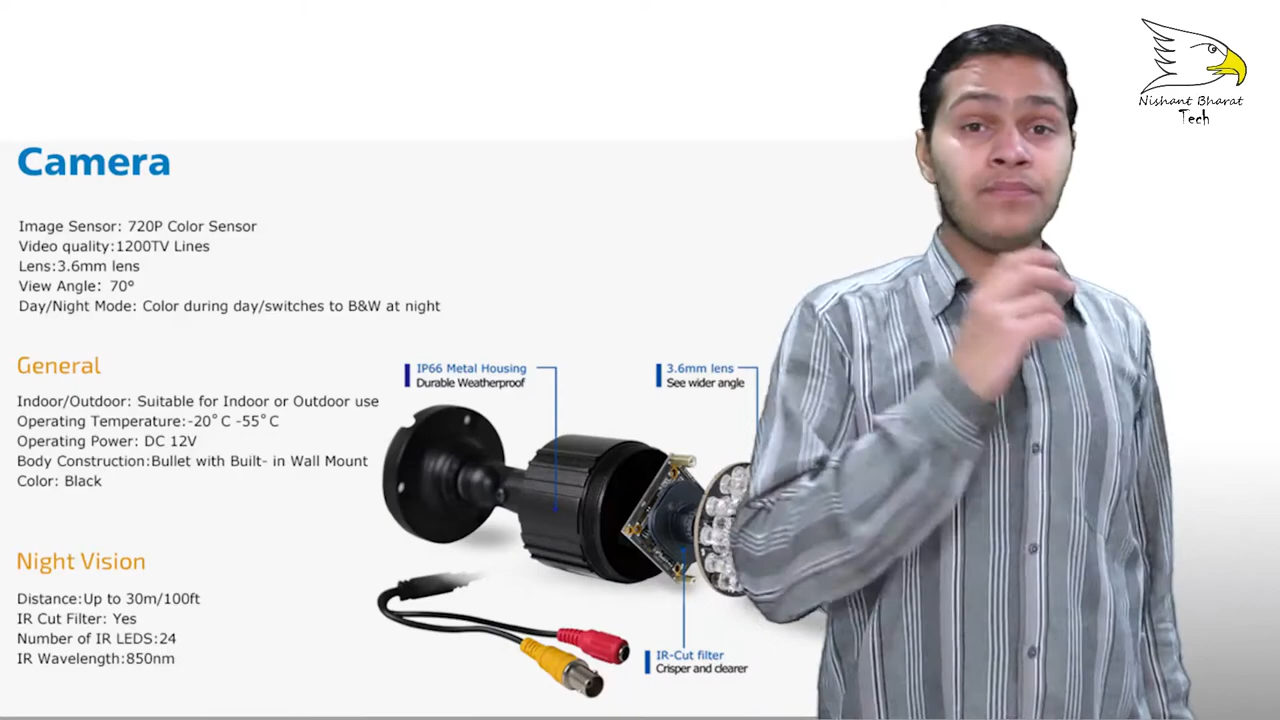 Nishant Bharat
Tech
Camera
Image Sensor: 720P Color Sensor
Video quality:1200TV Lines
Lens:3.6mm lens
View Angle: 70°
Day/Night Mode: Color during day/switches to B&W at night
General
Indoor/Outdoor: Suitable for Indoor or Outdoor use
Operating Temperature:-20°C -55°C
Operating Power: DC 12V
Body Construction:Bullet with Built- in Wall Mount
Color: Black
IP66 Metal Housing
Durable Weatherproof
3.6mm lens
See wider angle
Night Vision
Distance:Up to 30m/100ft
IR Cut Filter: Yes
Number of IR LEDS:24
IR Wavelength:850nm
IR-Cut filter
Crisper and clearer